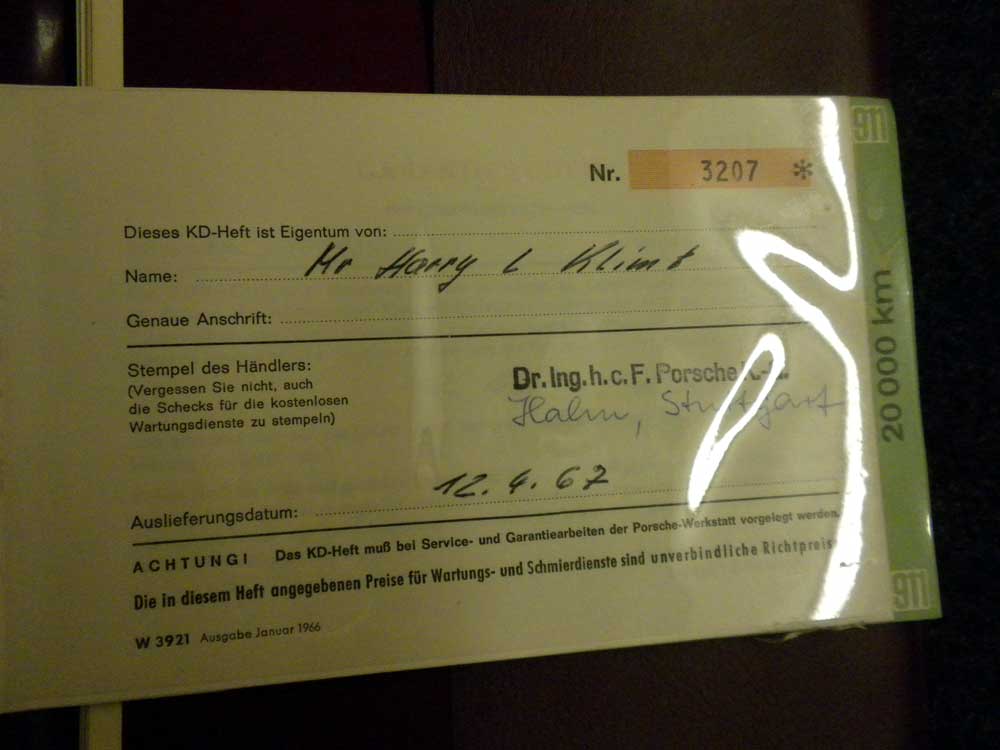 911
Nr. 3207 *
Dieses KD-Heft ist Eigentum von:
Name: Mr Harry L Klimt
Genaue Anschrift:
Stempel des Händlers:
(Vergessen Sie nicht, auch
die Schecks für die kostenlosen
Wartungsdienste zu stempeln)
Dr.Ing.h.c.F.Porsche
Hahn, Stuttgart
20 000 km
Auslieferungsdatum: 12.4.67
ACHTUNG! Das KD-Heft muß bei Service- und Garantiearbeiten der Porsche-Werkstatt vorgelegt werden.
Die in diesem Heft angegebenen Preise für Wartungs- und Schmierdienste sind unverbindliche Richtpreise
W 3921 Ausgabe Januar 1966
911